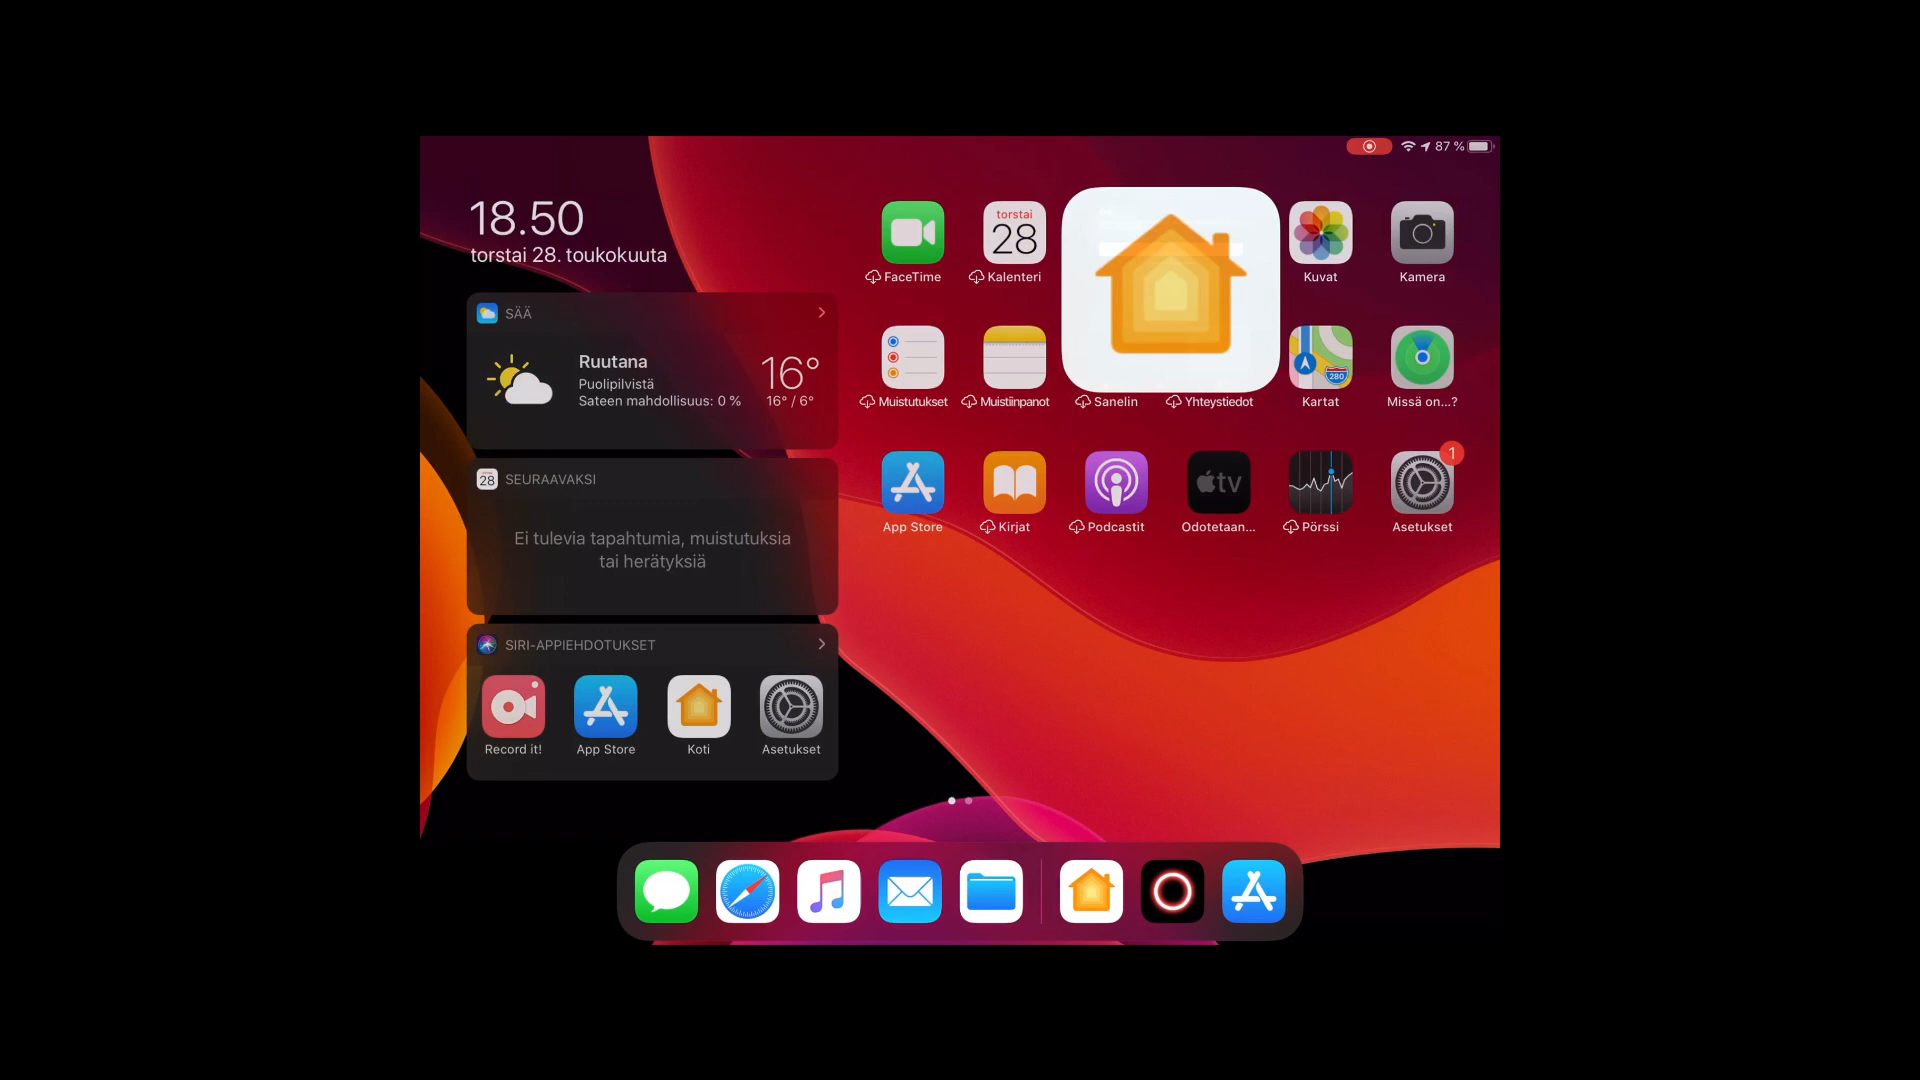 87 %
18.50
torstai 28. toukokuuta
SÄÄ
Ruutana
Puolipilvistä
Sateen mahdollisuus: 0 %
16°
16° / 6°
28
SEURAAVAKSI
Ei tulevia tapahtumia, muistutuksia
tai herätyksiä
SIRI-APPIEHDOTUKSET
Record it!
App Store
Koti
Asetukset
torstai
28
FaceTime
Kalenteri
Kuvat
Kamera
280
Muistutukset
Muistiinpanot
Sanelin
Yhteystiedot
Kartat
Missä on...?
tv
1
App Store
Kirjat
Podcastit
Odotetaan...
Pörssi
Asetukset